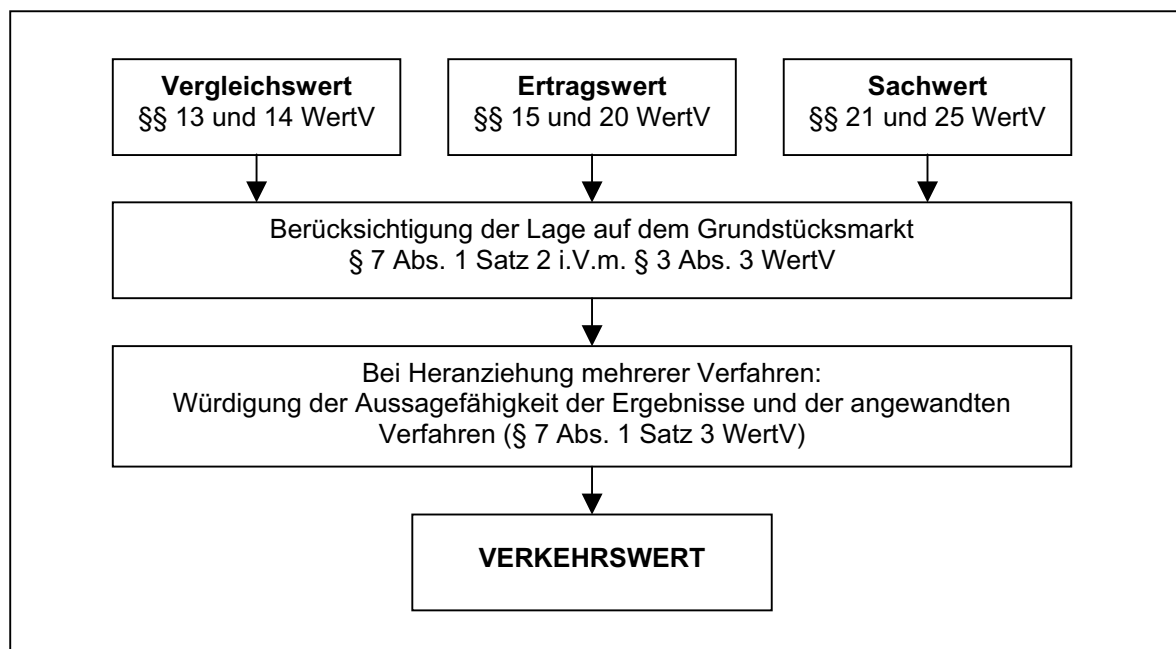 Vergleichswert
§§ 13 und 14 WertV
Ertragswert
§§ 15 und 20 WertV
Sachwert
§§ 21 und 25 WertV
Berücksichtigung der Lage auf dem Grundstücksmarkt
§ 7 Abs. 1 Satz 2 i.V.m. § 3 Abs. 3 WertV
Bei Heranziehung mehrerer Verfahren:
Würdigung der Aussagefähigkeit der Ergebnisse und der angewandten
Verfahren (§ 7 Abs. 1 Satz 3 WertV)
VERKEHRSWERT